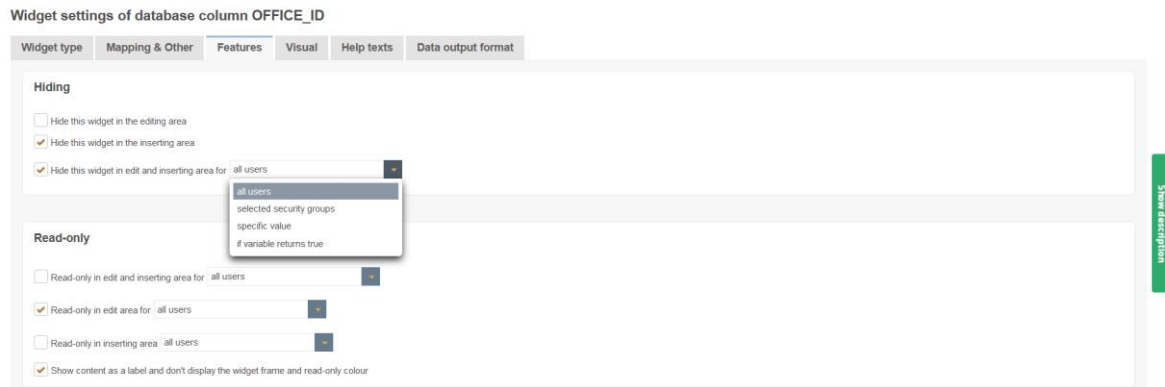 Widget settings of database column OFFICE_ID
Widget type Mapping & Other Features Visual Help texts Data output format
Hiding
Hide this widget in the editing area
Hide this widget in the inserting area
Hide this widget in edit and inserting area for all users
all users
selected security groups
specific value
if variable returns true
Read-only
Read-only in edit and inserting area for all users
Read-only in edit area for all users
Read-only in inserting area all users
Show content as a label and don't display the widget frame and read-only colour
Show description